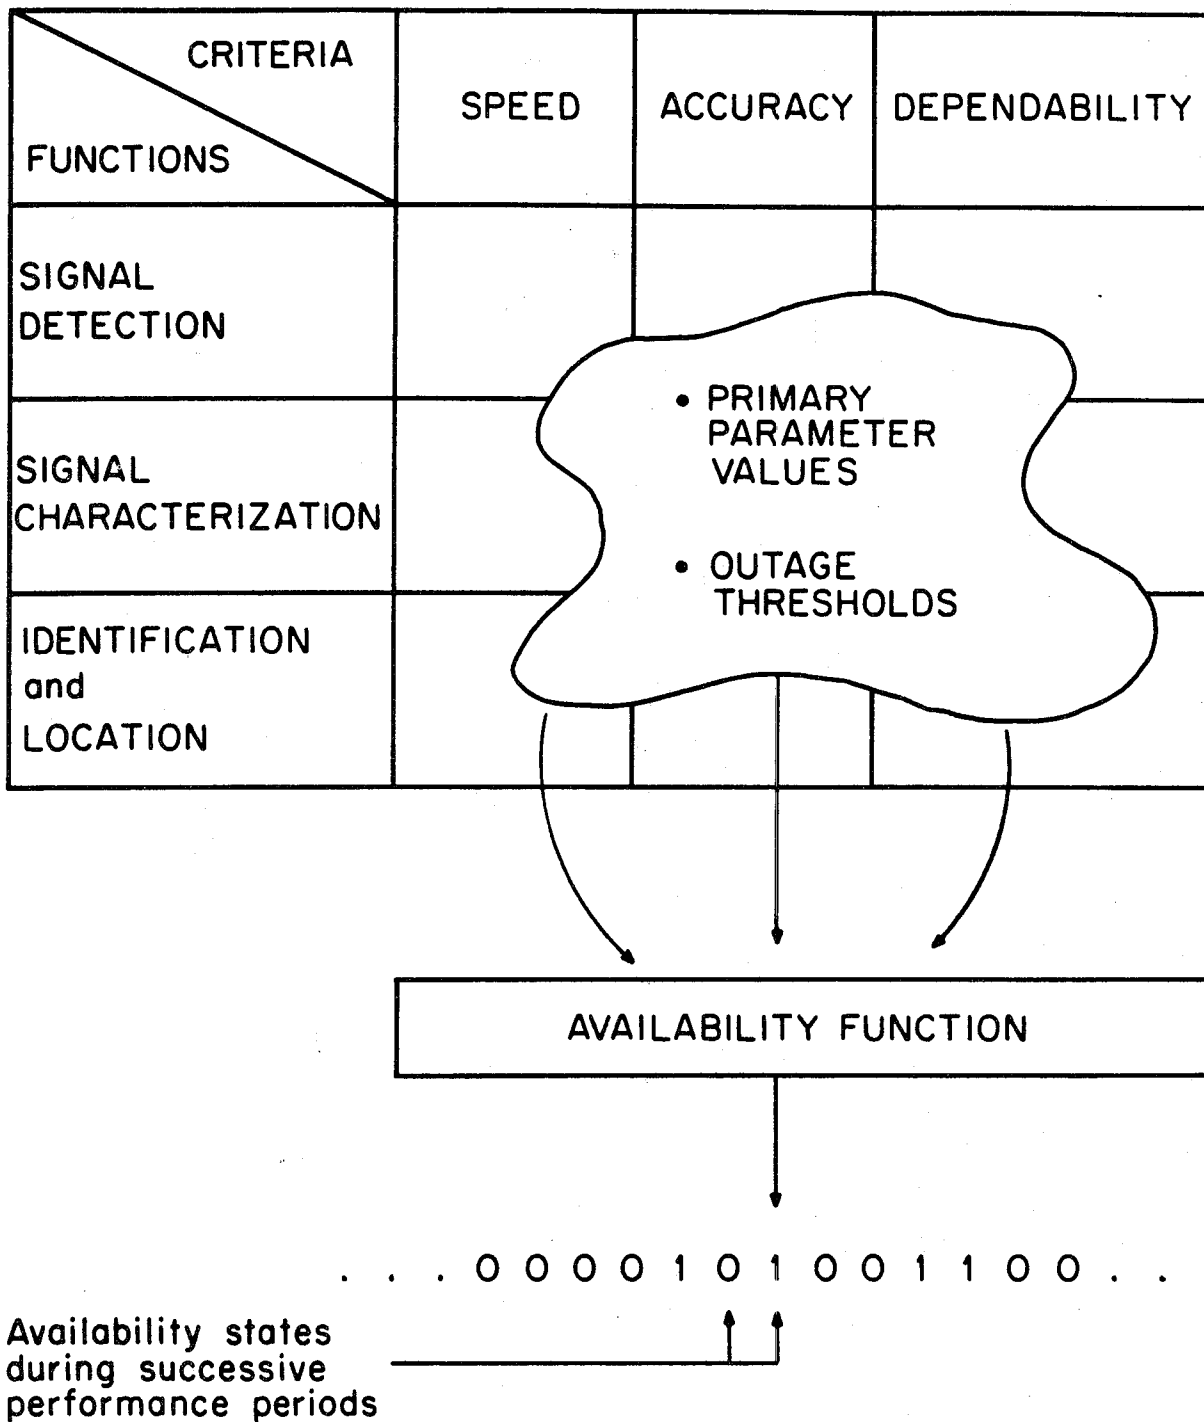 CRITERIA
FUNCTIONS
SPEED
ACCURACY
DEPENDABILITY
SIGNAL
DETECTION
SIGNAL
CHARACTERIZATION
IDENTIFICATION
and
LOCATION
• PRIMARY
PARAMETER
VALUES
• OUTAGE
THRESHOLDS
AVAILABILITY FUNCTION
. . . 0 0 0 0 1 0 1 0 0 1 1 0 0 . .
Availability states
during successive
performance periods